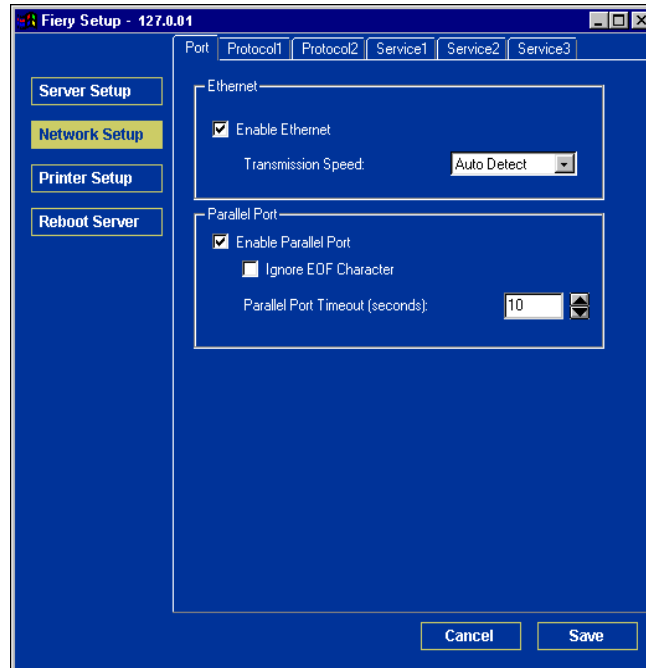 Fiery Setup - 127.0.01
Port Protocol1 Protocol2 Service1 Service2 Service3
Server Setup
Network Setup
Printer Setup
Reboot Server
Ethernet
Enable Ethernet
Transmission Speed: Auto Detect
Parallel Port
Enable Parallel Port
Ignore EOF Character
Parallel Port Timeout (seconds): 10
Cancel Save